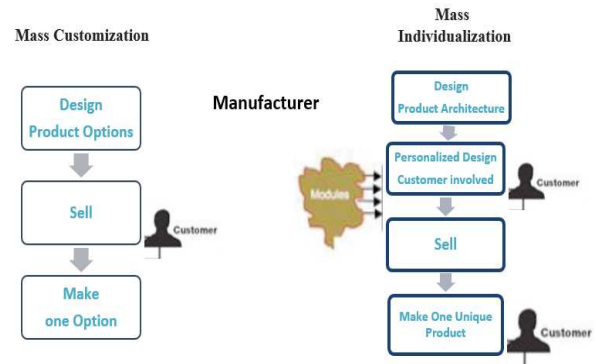 Mass Customization
Design
Product Options
Sell
Customer
Make
one Option
Manufacturer
Mass
Individualization
Design
Product Architecture
Modules
Personalized Design
Customer involved
Customer
Sell
Make One Unique
Product
Customer